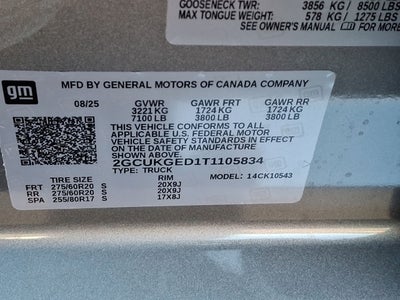 GOOSENECK TWR: 3856 KG / 8500 LBS
MAX TONGUE WEIGHT: 578 KG / 1275 LBS
SEE OWNER'S MANUAL FOR MORE
gm
MFD BY GENERAL MOTORS OF CANADA COMPANY
08/25 GVWR GAWR FRT GAWR RR
3221 KG 1724 KG 1724 KG
7100 LB 3800 LB 3800 LB
THIS VEHICLE CONFORMS TO ALL
APPLICABLE U.S. FEDERAL MOTOR
VEHICLE SAFETY STANDARDS IN EFFECT
ON THE DATE OF MANUFACTURE SHOWN ABOVE.
2GCUKGED1T1105834
TYPE: TRUCK MODEL: 14CK10543
TIRE SIZE RIM
FRT 275/60R20 S 20X9J
RR 275/60R20 S 20X9J
SPA 255/80R17 S 17X8J